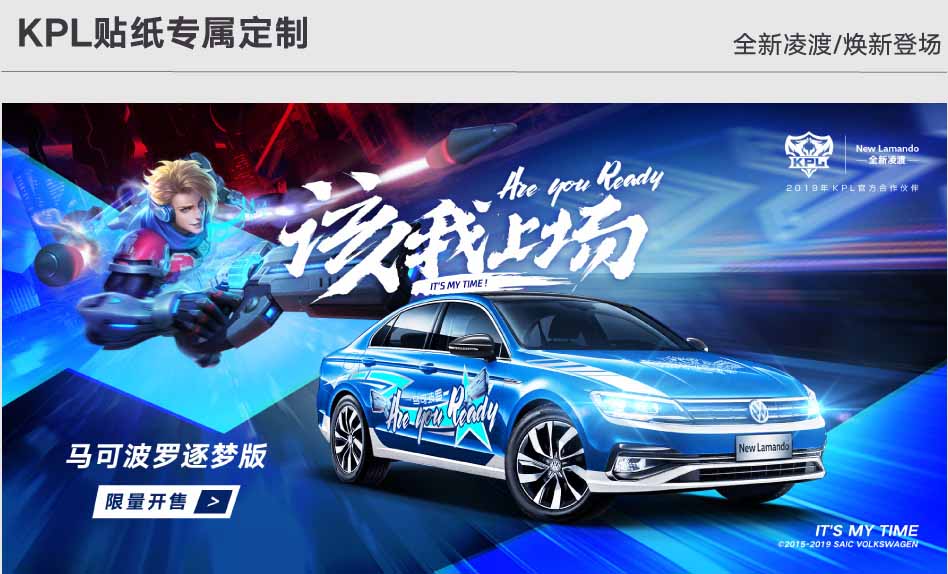 KPL贴纸专属定制
全新凌渡/焕新登场
KPL
New Lamando
全新凌渡
2019年KPL官方合作伙伴
Are you Ready
该我上场
IT'S MY TIME!
Are you Ready
New Lamando
马可波罗逐梦版
限量开售 >
IT'S MY TIME
©2015-2019 SAIC VOLKSWAGEN